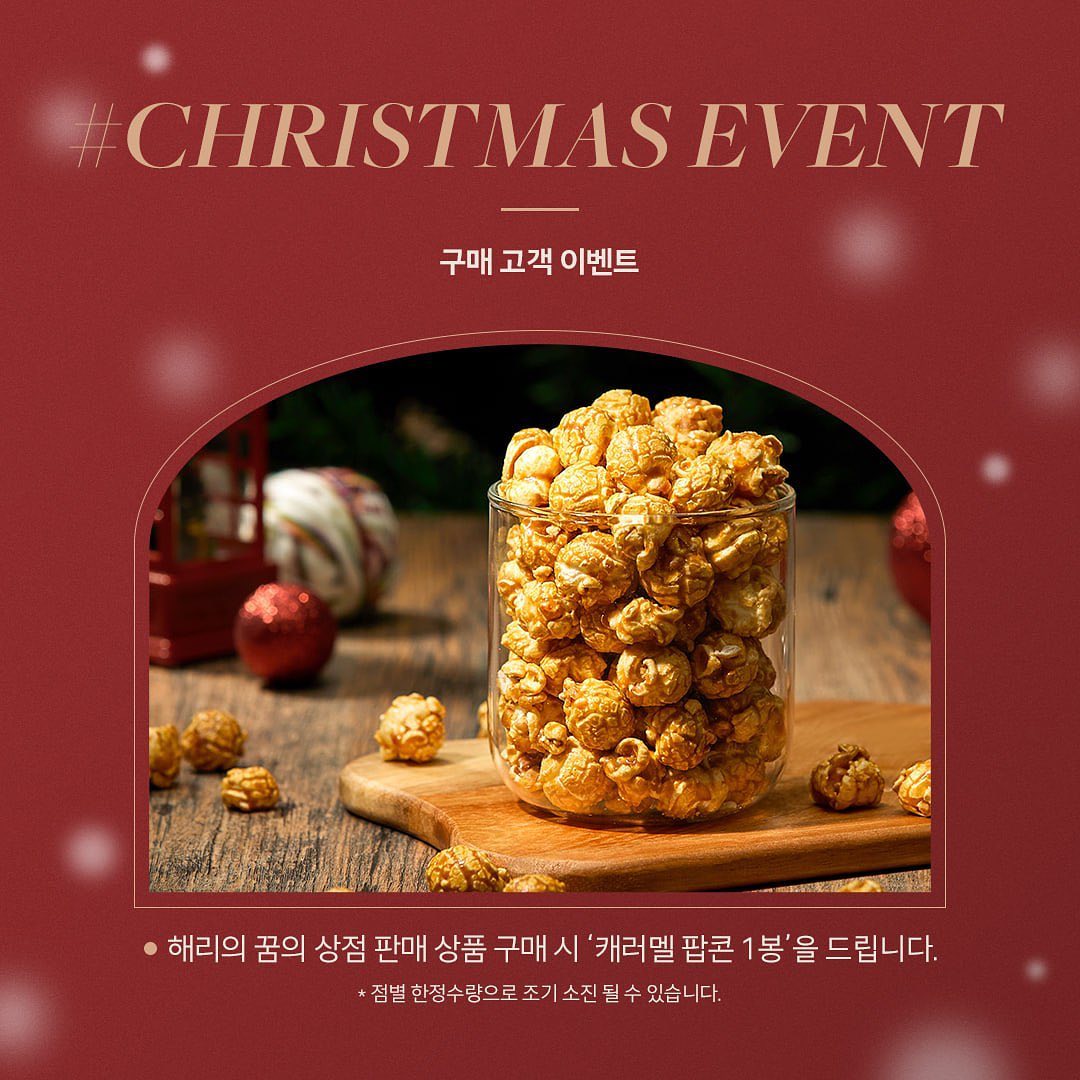 #CHRISTMAS EVENT
구매 고객 이벤트
• 해리의 꿈의 상점 판매 상품 구매 시 ‘캐러멜 팝콘 1봉’을 드립니다.
* 점별 한정수량으로 조기 소진 될 수 있습니다.